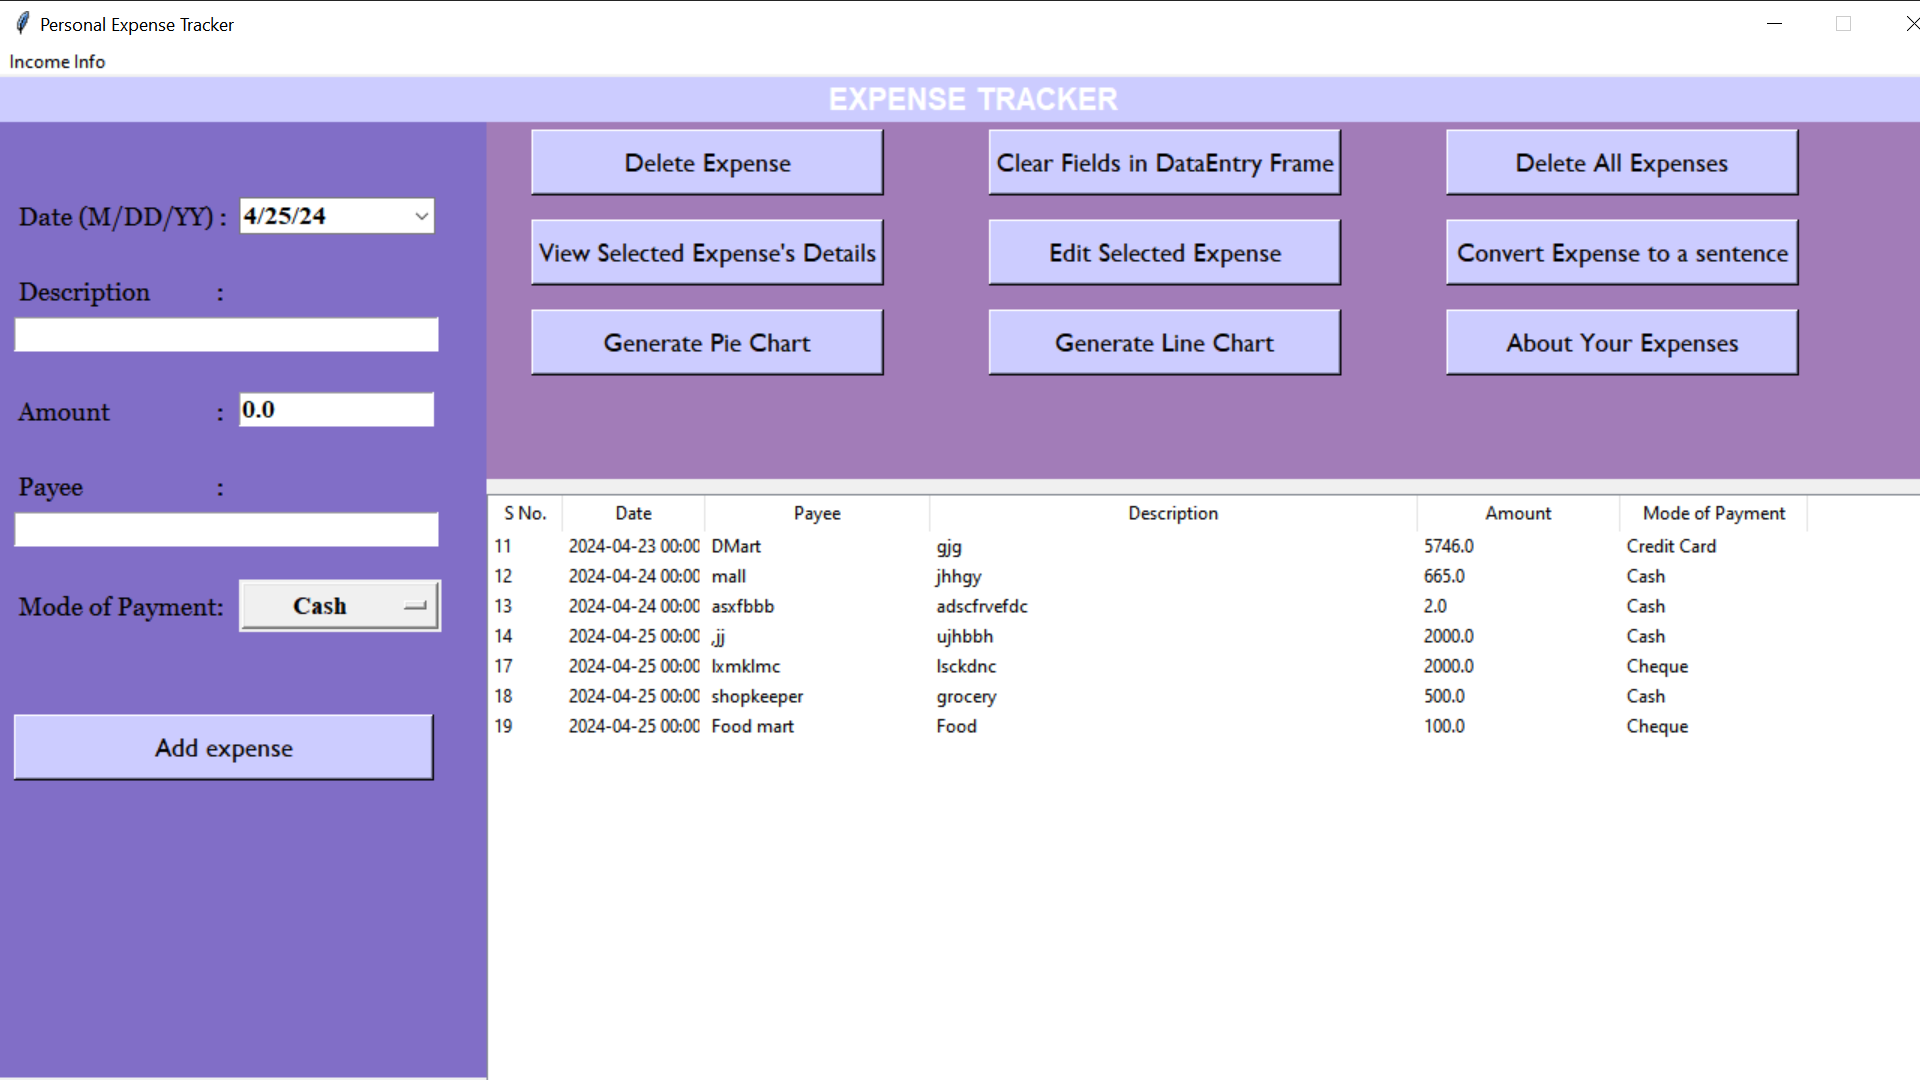 Personal Expense Tracker
Income Info
EXPENSE TRACKER
Date (M/DD/YY) : 4/25/24
Description :
Amount : 0.0
Payee :
Mode of Payment: Cash
Add expense
Delete Expense Clear Fields in DataEntry Frame Delete All Expenses
View Selected Expense's Details Edit Selected Expense Convert Expense to a sentence
Generate Pie Chart Generate Line Chart About Your Expenses
S No. Date Payee Description Amount Mode of Payment
11 2024-04-23 00:00 DMart gjg 5746.0 Credit Card
12 2024-04-24 00:00 mall jhhgy 665.0 Cash
13 2024-04-24 00:00 asxfbbb adscfrvefdc 2.0 Cash
14 2024-04-25 00:00 ,jj ujhbbh 2000.0 Cash
17 2024-04-25 00:00 lxmklmc lsckdnc 2000.0 Cheque
18 2024-04-25 00:00 shopkeeper grocery 500.0 Cash
19 2024-04-25 00:00 Food mart Food 100.0 Cheque